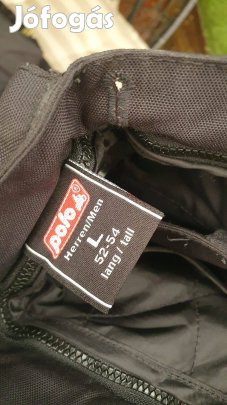 Jófogás
polo
Herren/Men
L
52-54
lang / tall